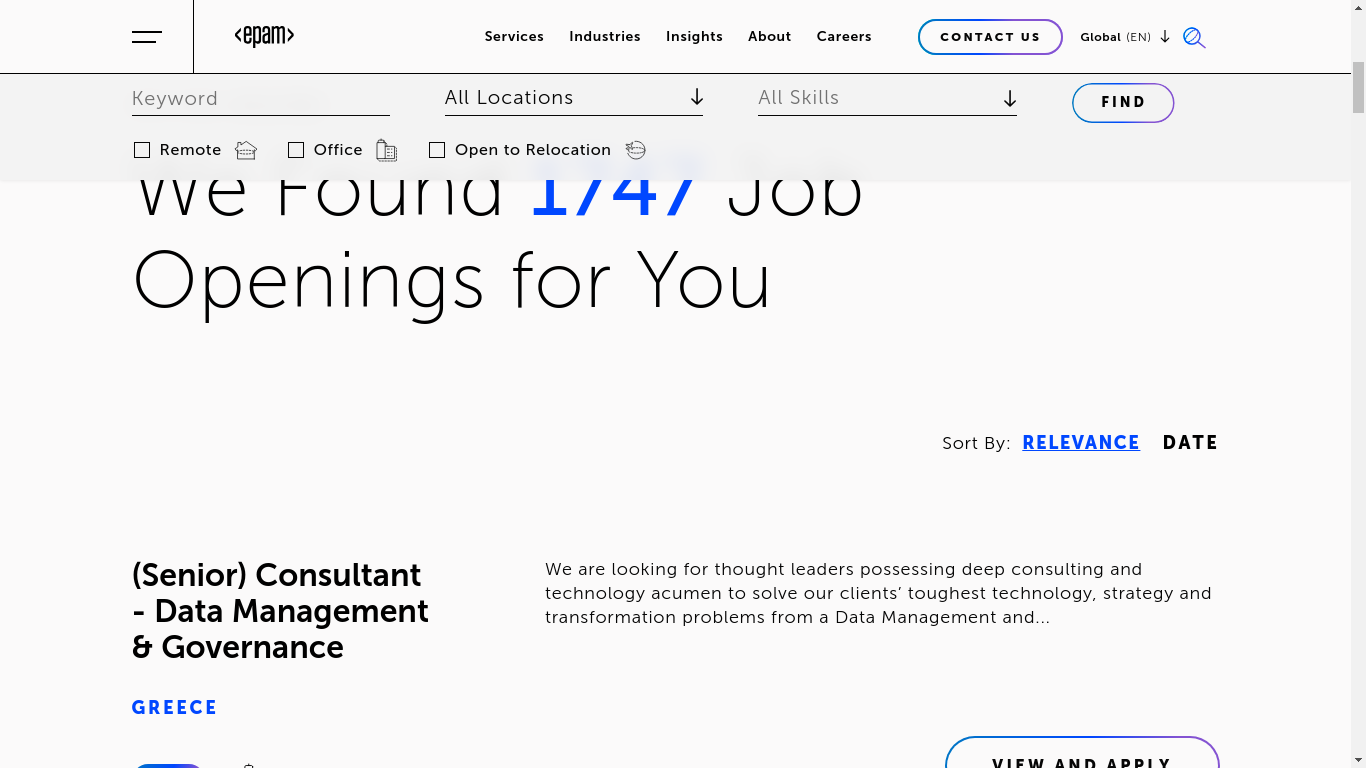 <epam>
Services Industries Insights About Careers CONTACT US Global (EN)
Keyword All Locations All Skills FIND
Remote Office Open to Relocation
We Found 1747 Job
Openings for You
Sort By: RELEVANCE DATE
(Senior) Consultant
- Data Management
& Governance
We are looking for thought leaders possessing deep consulting and
technology acumen to solve our clients’ toughest technology, strategy and
transformation problems from a Data Management and...
GREECE
VIEW AND APPLY